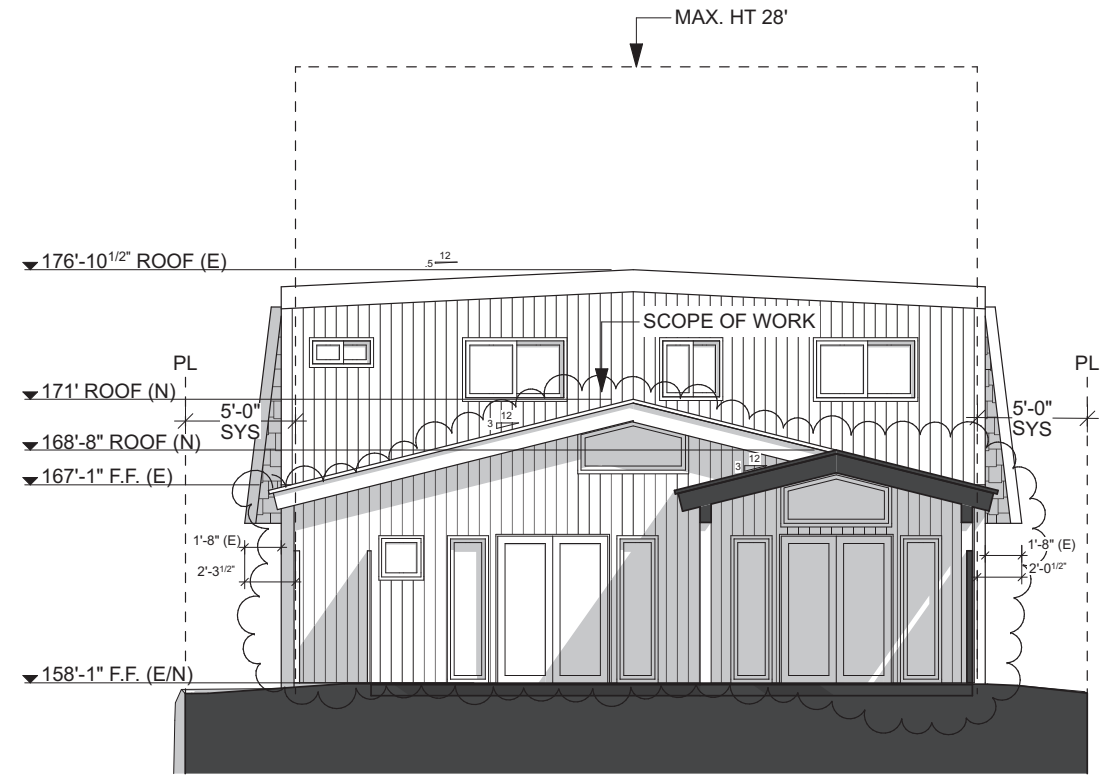 MAX. HT 28'
176'-10 1/2" ROOF (E)
.5 12
SCOPE OF WORK
PL
PL
171' ROOF (N)
5'-0"
SYS
5'-0"
SYS
3 12
168'-8" ROOF (N)
3 12
167'-1" F.F. (E)
1'-8" (E)
1'-8" (E)
2'-3 1/2"
2'-0 1/2"
158'-1" F.F. (E/N)